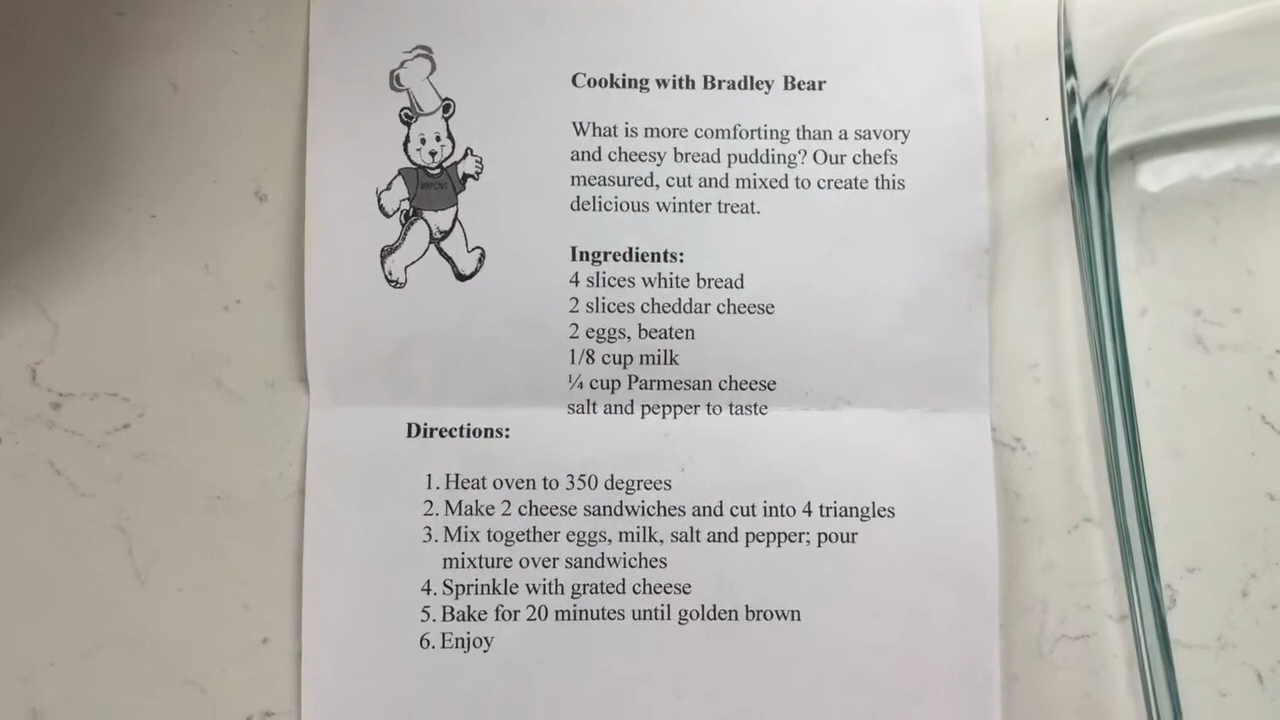 Cooking with Bradley Bear
What is more comforting than a savory
and cheesy bread pudding? Our chefs
measured, cut and mixed to create this
delicious winter treat.
Ingredients:
4 slices white bread
2 slices cheddar cheese
2 eggs, beaten
1/8 cup milk
¼ cup Parmesan cheese
salt and pepper to taste
Directions:
1. Heat oven to 350 degrees
2. Make 2 cheese sandwiches and cut into 4 triangles
3. Mix together eggs, milk, salt and pepper; pour
mixture over sandwiches
4. Sprinkle with grated cheese
5. Bake for 20 minutes until golden brown
6. Enjoy